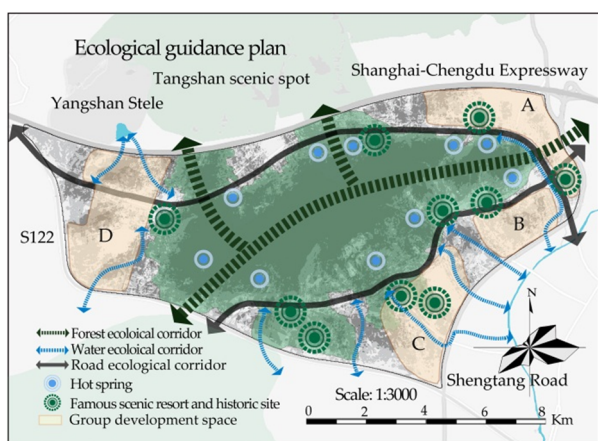 Ecological guidance plan
Tangshan scenic spot
Shanghai-Chengdu Expressway
Yangshan Stele
A
B
D
S122
C
N
Forest ecoloical corridor
Water ecoloical corridor
Road ecological corridor
Hot spring
Famous scenic resort and historic site
Group development space
Shengtang Road
Scale: 1:3000
0 2 4 6 8 Km